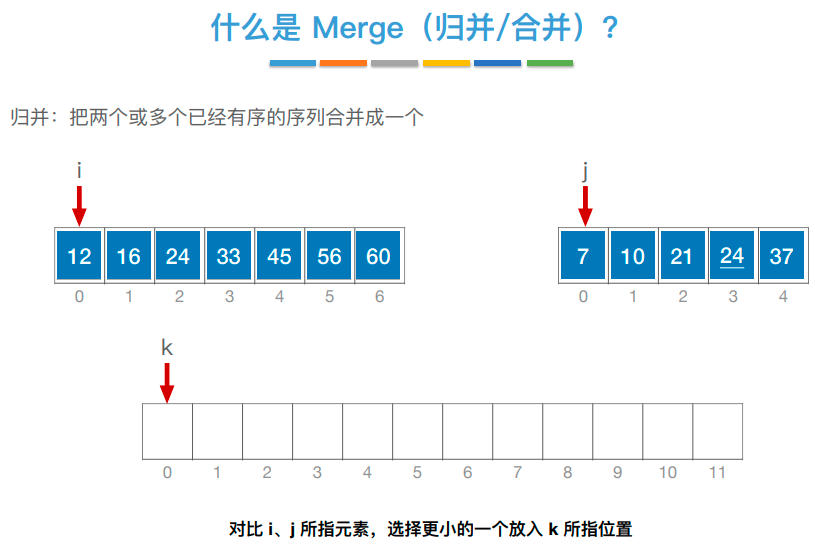 什么是 Merge（归并/合并）?
归并：把两个或多个已经有序的序列合并成一个
i j
12 16 24 33 45 56 60 7 10 21 24 37
0 1 2 3 4 5 6 0 1 2 3 4
k
0 1 2 3 4 5 6 7 8 9 10 11
对比 i、j 所指元素，选择更小的一个放入 k 所指位置